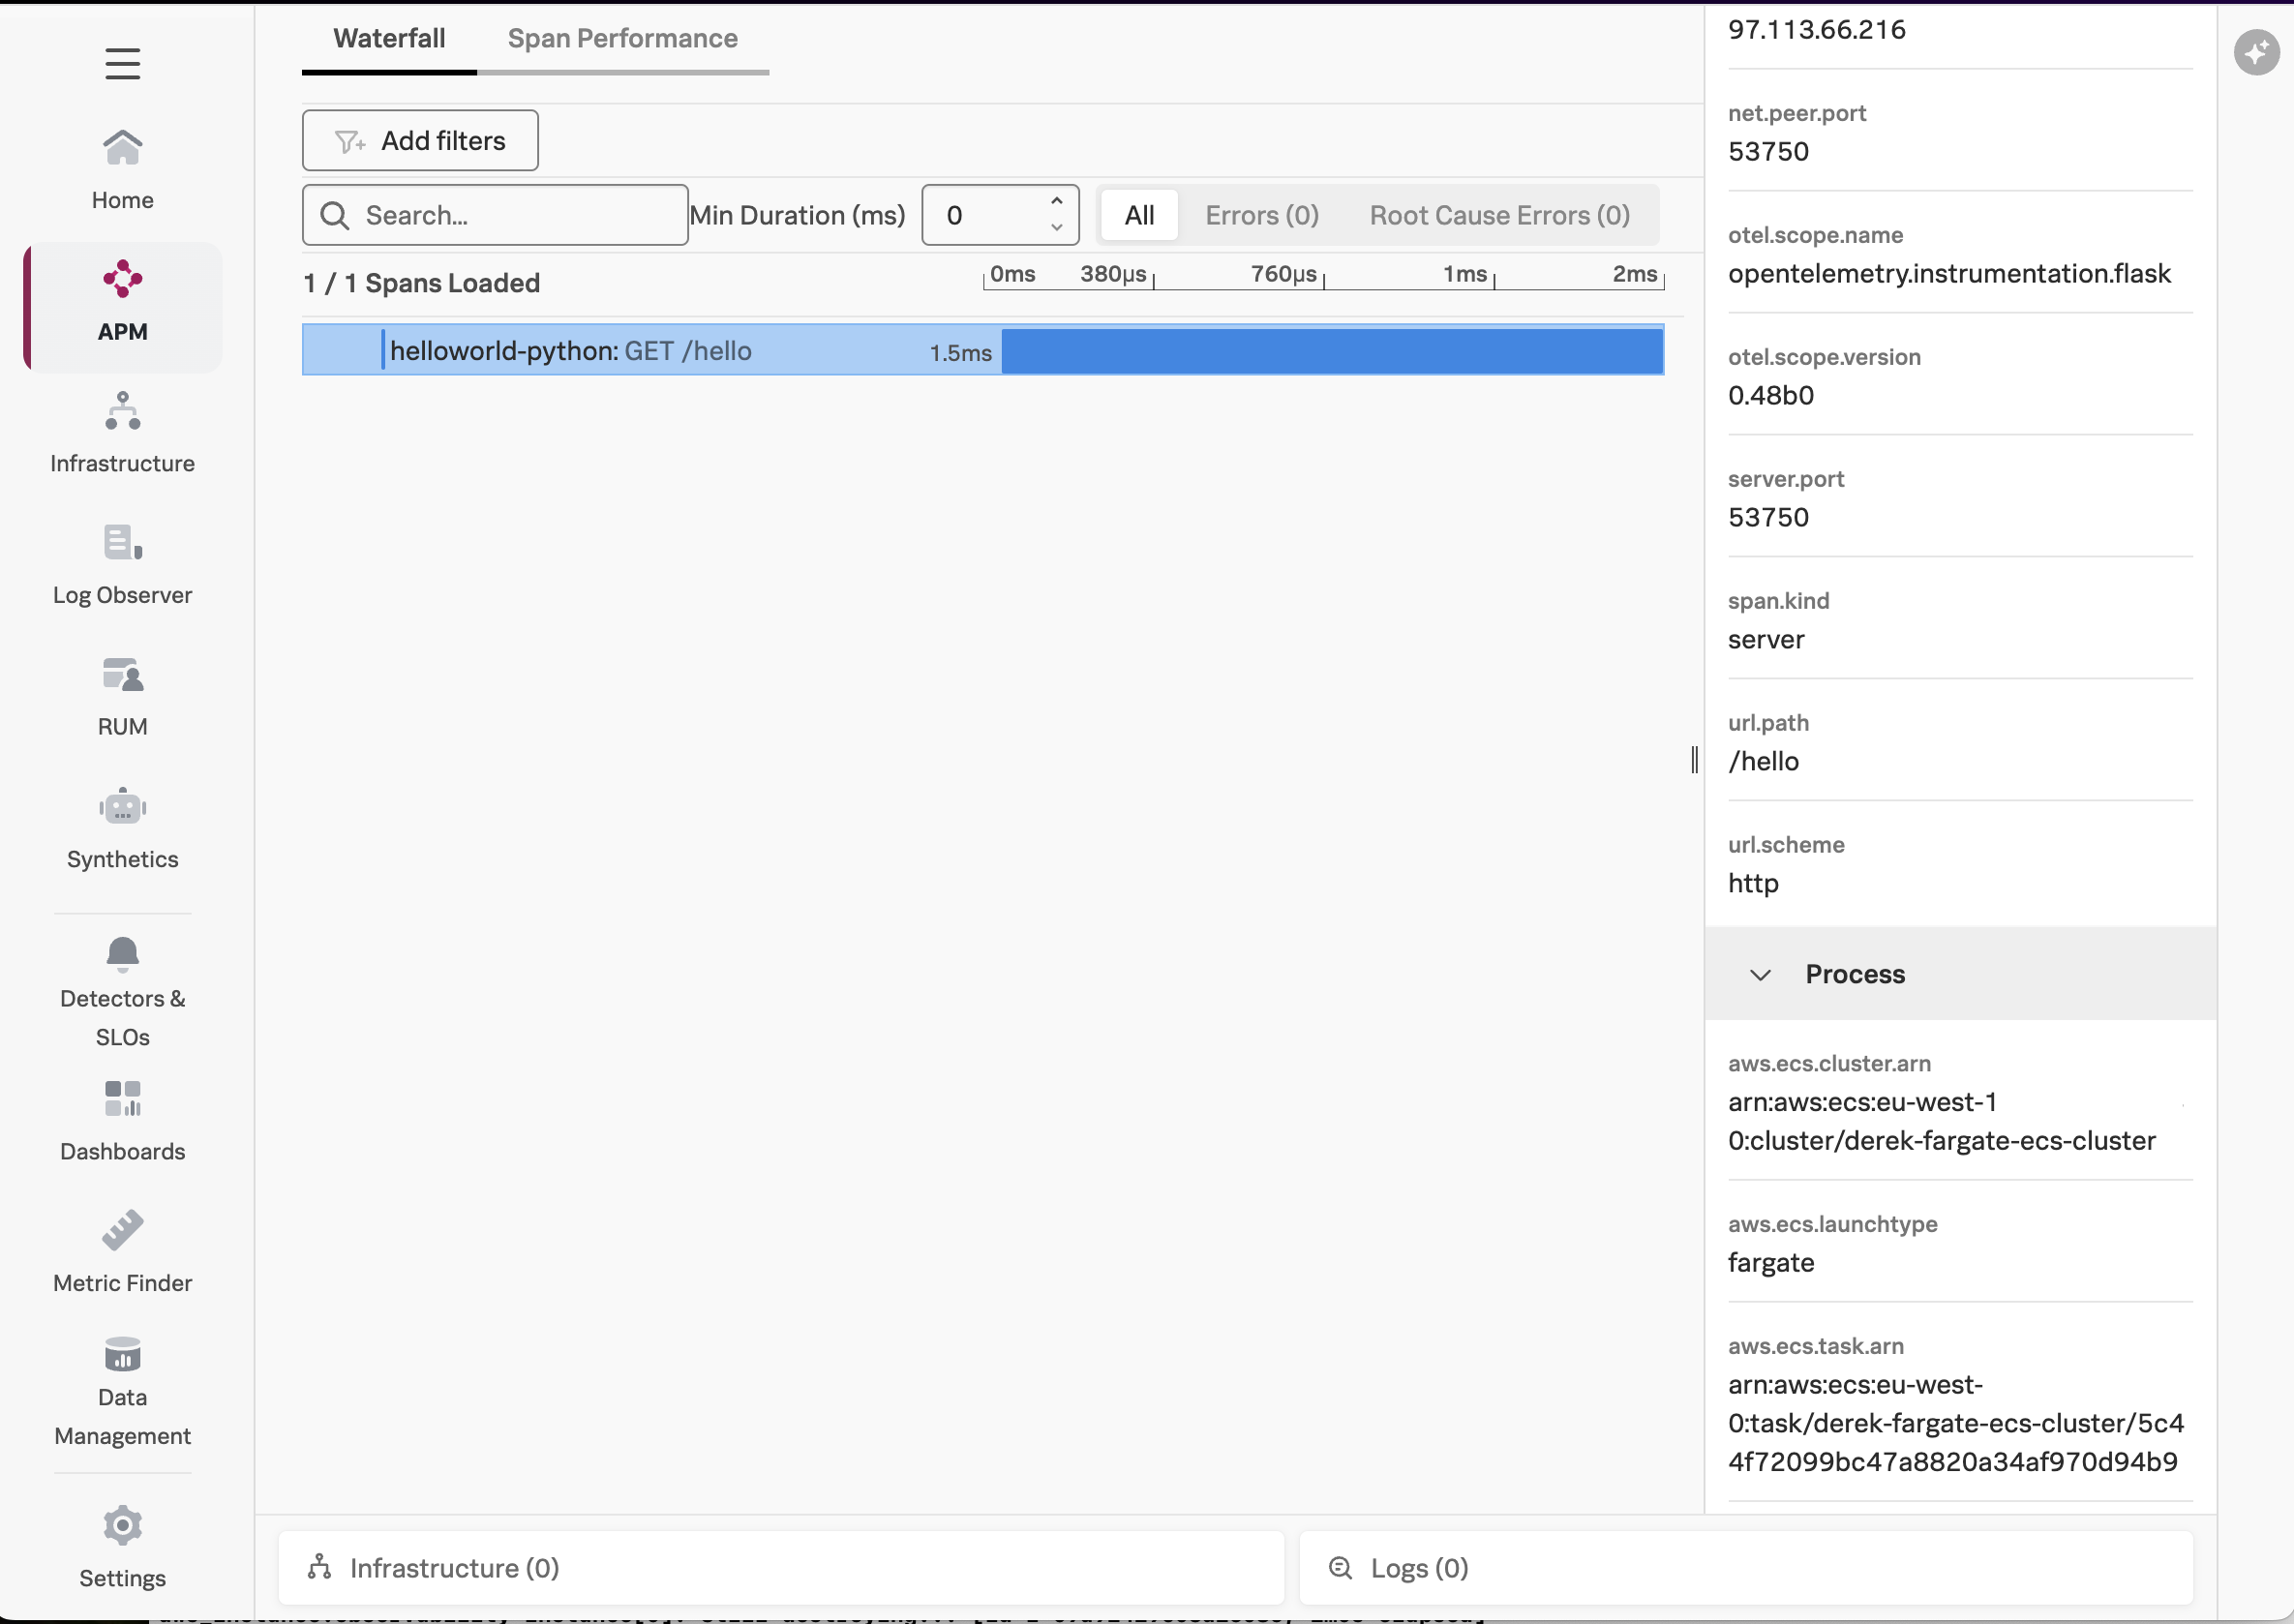 Home
APM
Infrastructure
Log Observer
RUM
Synthetics
Detectors &
SLOs
Dashboards
Metric Finder
Data
Management
Settings
Waterfall
Span Performance
Add filters
Search...
Min Duration (ms)
0
All
Errors (0)
Root Cause Errors (0)
1 / 1 Spans Loaded
0ms
380µs
760µs
1ms
2ms
helloworld-python: GET /hello
1.5ms
97.113.66.216
net.peer.port
53750
otel.scope.name
opentelemetry.instrumentation.flask
otel.scope.version
0.48b0
server.port
53750
span.kind
server
url.path
/hello
url.scheme
http
Process
aws.ecs.cluster.arn
arn:aws:ecs:eu-west-1
0:cluster/derek-fargate-ecs-cluster
aws.ecs.launchtype
fargate
aws.ecs.task.arn
arn:aws:ecs:eu-west-
0:task/derek-fargate-ecs-cluster/5c4
4f72099bc47a8820a34af970d94b9
Infrastructure (0)
Logs (0)